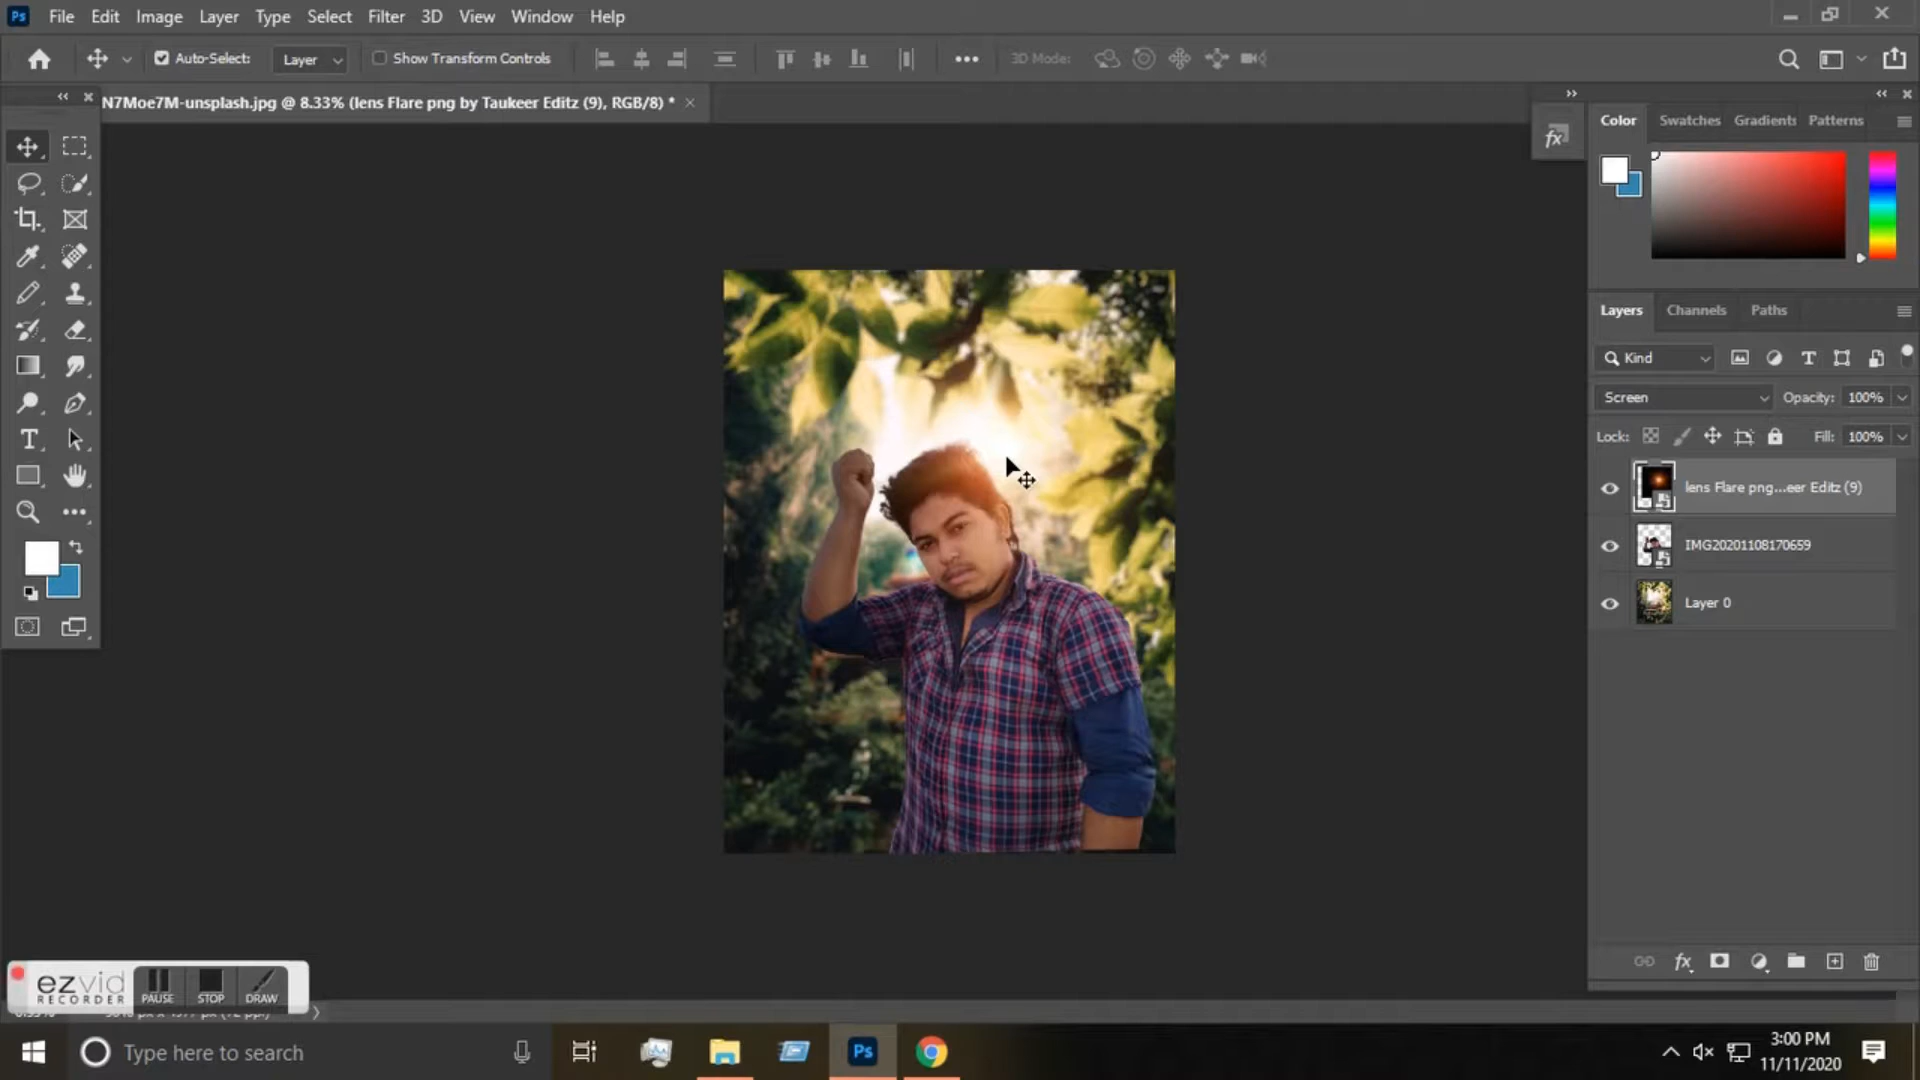 Ps File Edit Image Layer Type Select Filter 3D View Window Help
Auto-Select: Layer Show Transform Controls 3D Mode:
N7Moe7M-unsplash.jpg @ 8.33% (lens Flare png by Taukeer Editz (9), RGB/8) *
Color Swatches Gradients Patterns
fx
Layers Channels Paths
Kind
Screen Opacity: 100%
Lock: Fill: 100%
lens Flare png...eer Editz (9)
IMG20201108170659
Layer 0
T
fx
ezvid
RECORDER
PAUSE STOP DRAW
Type here to search
Ps
3:00 PM
11/11/2020